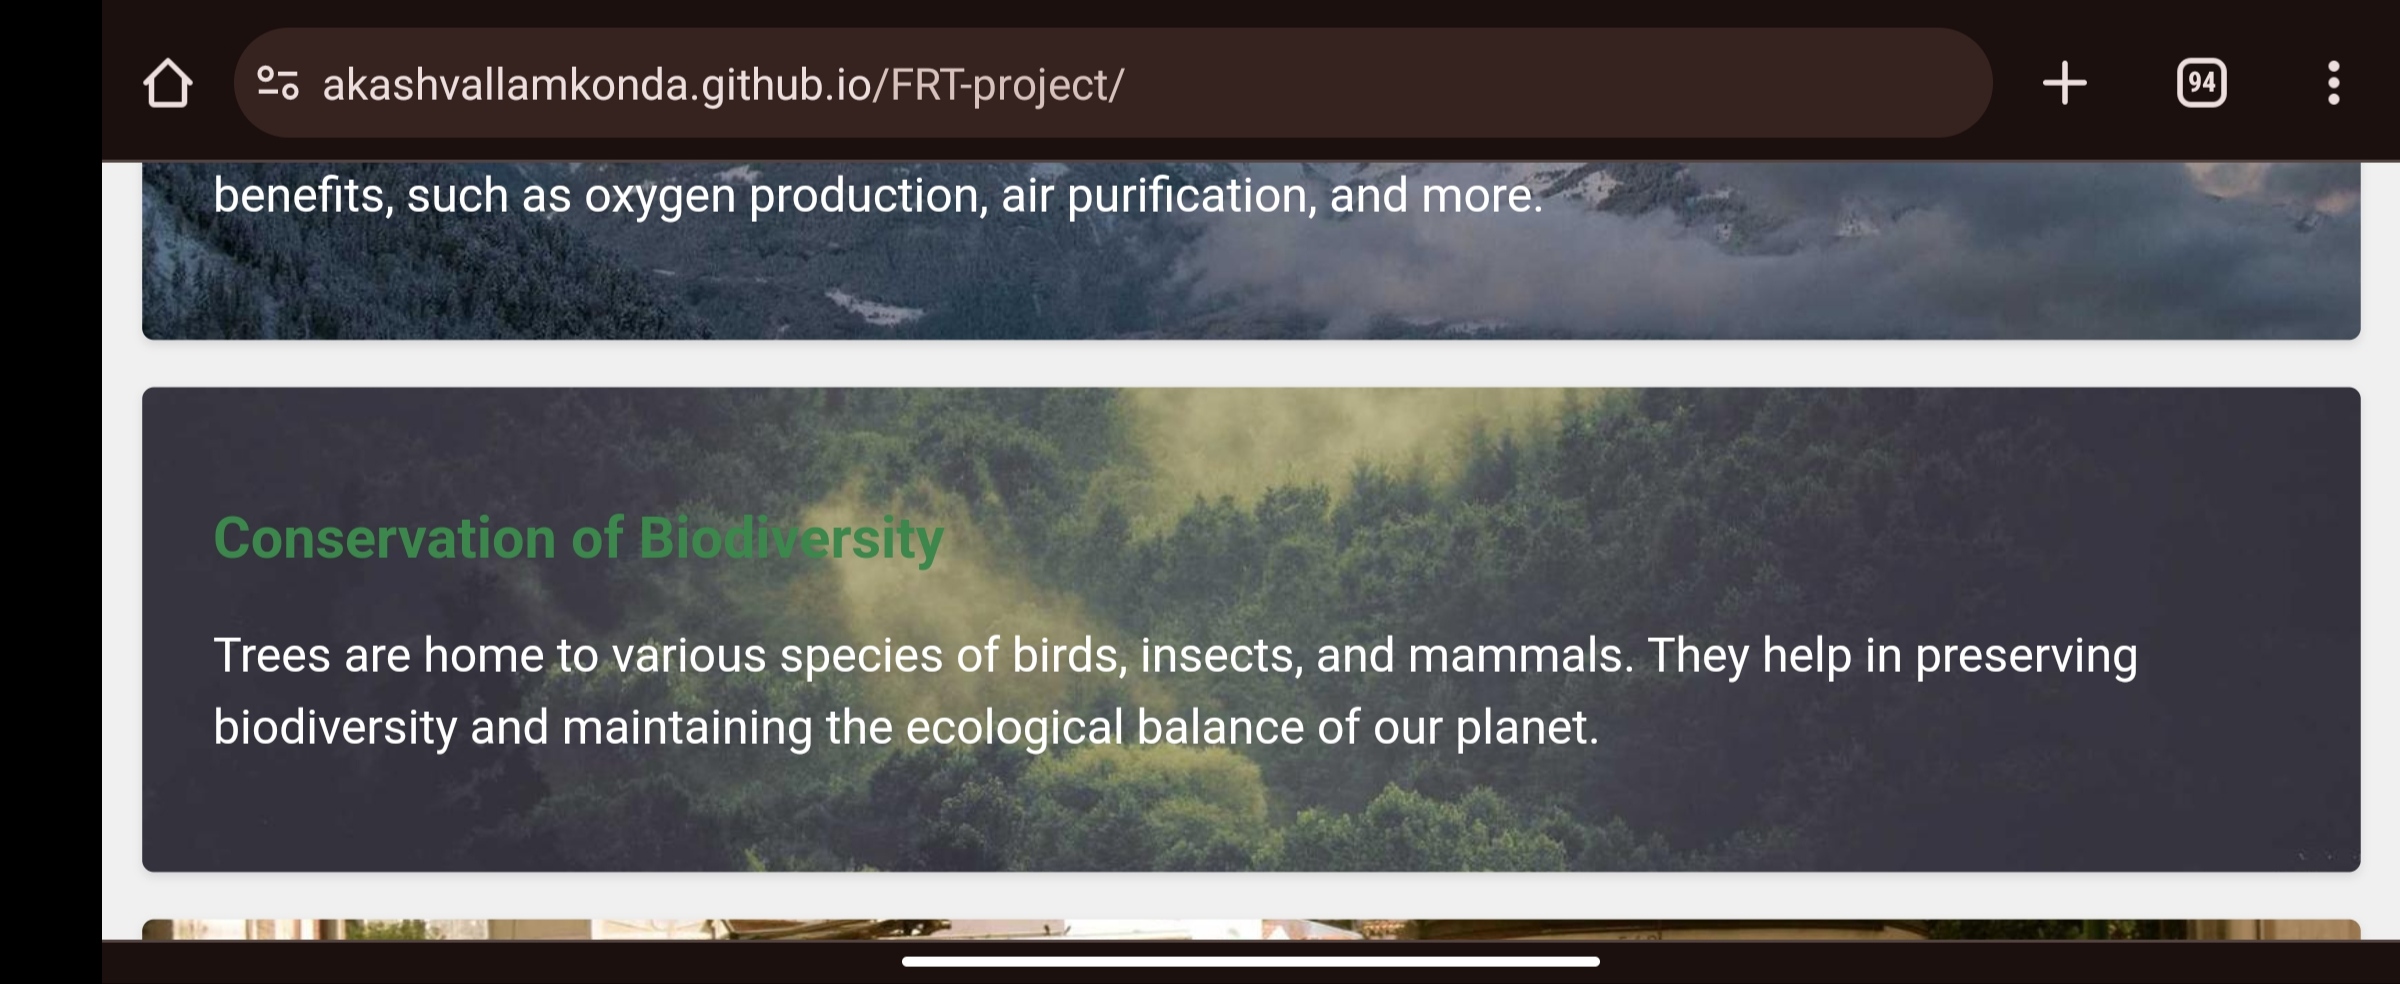 akashvallamkonda.github.io/FRT-project/
94
benefits, such as oxygen production, air purification, and more.
Conservation of Biodiversity
Trees are home to various species of birds, insects, and mammals. They help in preserving
biodiversity and maintaining the ecological balance of our planet.